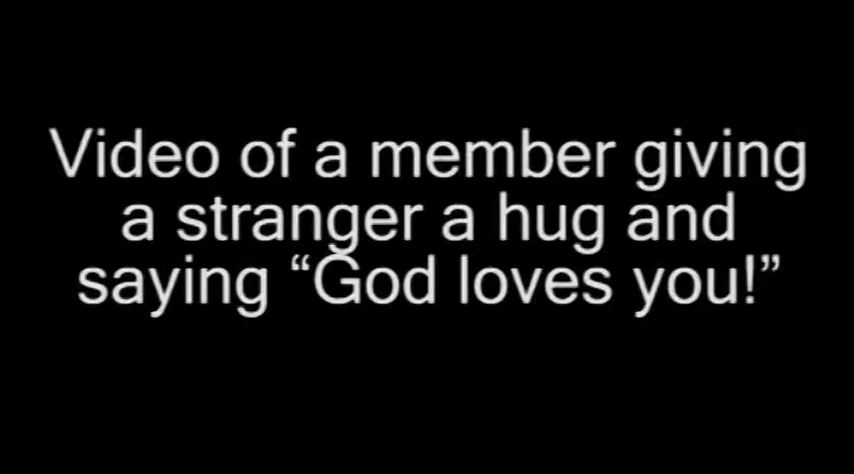 Video of a member giving
a stranger a hug and
saying “God loves you!”